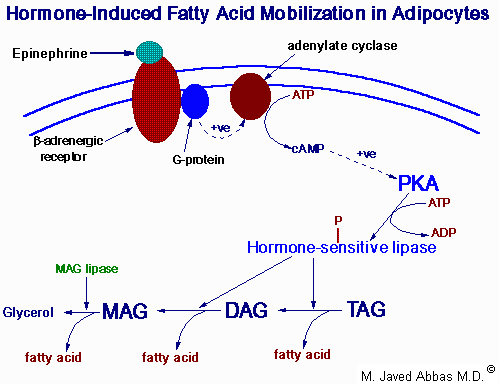 Hormone-Induced Fatty Acid Mobilization in Adipocytes
Epinephrine
adenylate cyclase
ATP
+ve
β-adrenergic
receptor
G-protein
cAMP
+ve
PKA
ATP
P
ADP
Hormone-sensitive lipase
MAG lipase
Glycerol
MAG
DAG
TAG
fatty acid
fatty acid
fatty acid
M. Javed Abbas M.D. ©